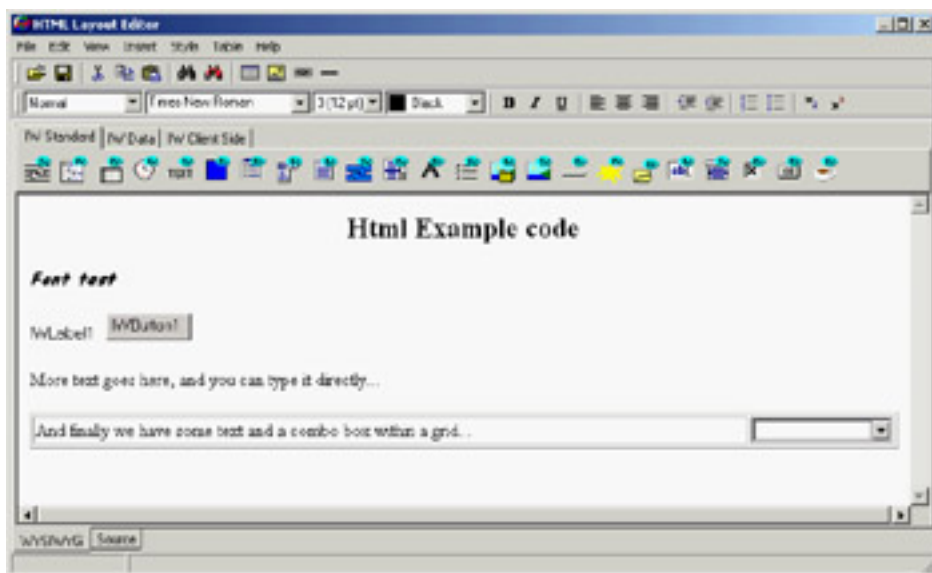 HTML Layout Editor
File Edit View Insert Style Table Help
Normal Times New Roman 3 (12 pt) Black B I U
IW Standard IW Data IW Client Side
TEXT
Html Example code
Font test
IWLabel1 IWButton1
More text goes here, and you can type it directly...
And finally we have some text and a combo box within a grid...
WYSIWYG Source